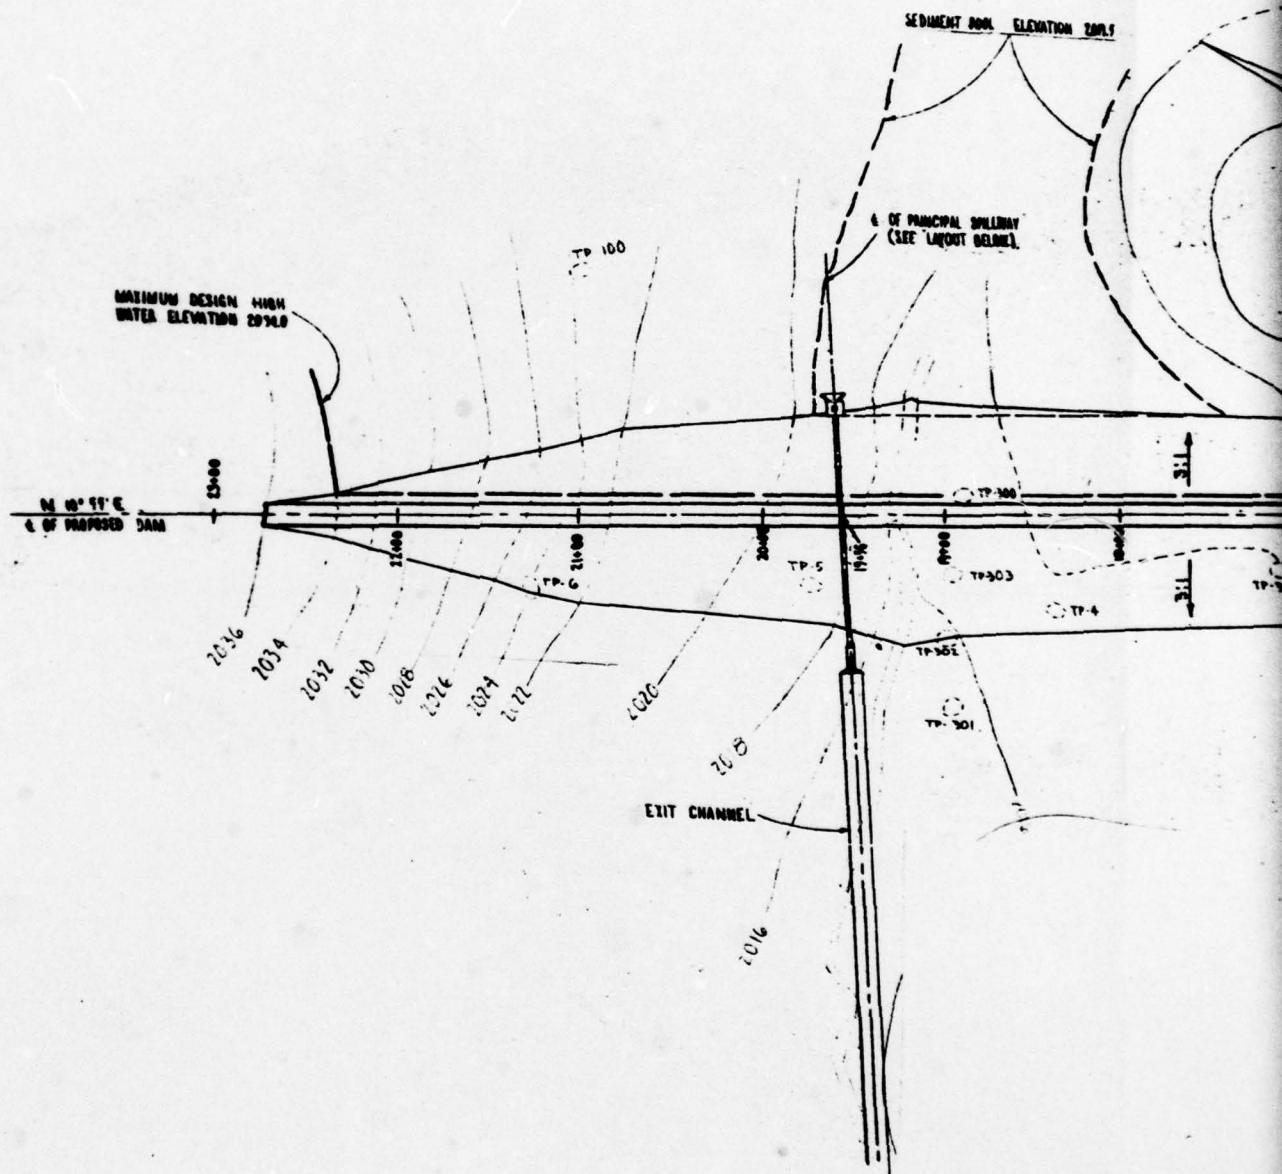 SEDIMENT POOL ELEVATION
℄ OF PRINCIPAL SPILLWAY
(SEE LAYOUT BELOW)
TP 100
MAXIMUM DESIGN HIGH
WATER ELEVATION 2034.0
23+00
3:1
N 10° 55' E
℄ OF PROPOSED DAM
TP-300
22+00
21+00
20+00
19+00
TP-6
TP-5
TP-303
TP-4
3:1
2036
2034
2032
2030
2028
2026
2024
2022
2020
2018
TP-302
TP-301
EXIT CHANNEL
2016